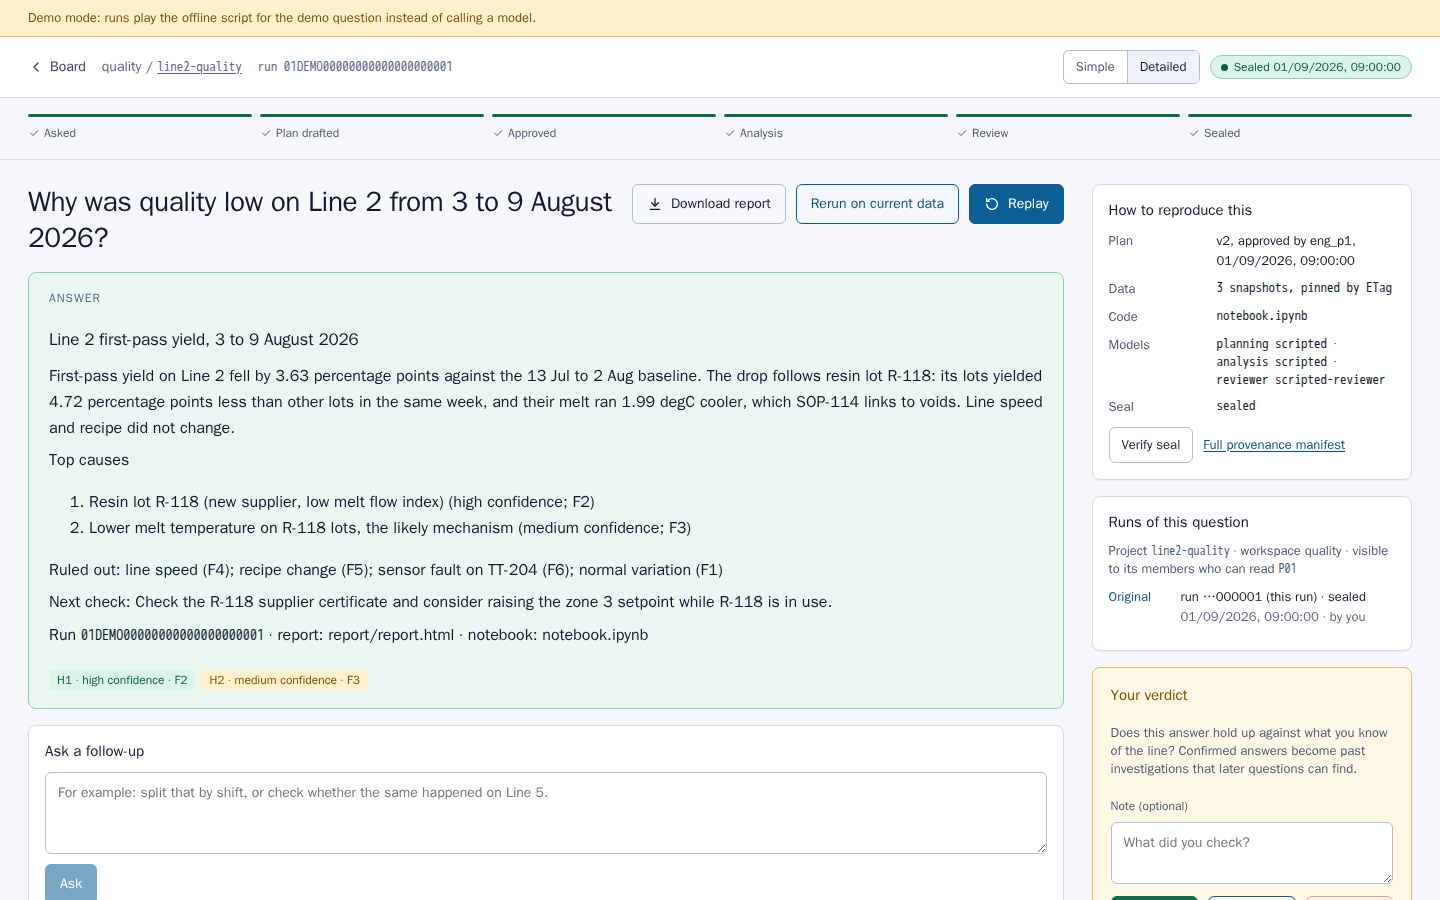 Demo mode: runs play the offline script for the demo question instead of calling a model.
Board quality / line2-quality run 01DEMO00000000000000000001
Simple Detailed Sealed 01/09/2026, 09:00:00
Asked Plan drafted Approved Analysis Review Sealed
Why was quality low on Line 2 from 3 to 9 August
2026?
Download report Rerun on current data Replay
ANSWER
Line 2 first-pass yield, 3 to 9 August 2026
First-pass yield on Line 2 fell by 3.63 percentage points against the 13 Jul to 2 Aug baseline. The drop follows resin lot R-118: its lots yielded
4.72 percentage points less than other lots in the same week, and their melt ran 1.99 degC cooler, which SOP-114 links to voids. Line speed
and recipe did not change.
Top causes
1. Resin lot R-118 (new supplier, low melt flow index) (high confidence; F2)
2. Lower melt temperature on R-118 lots, the likely mechanism (medium confidence; F3)
Ruled out: line speed (F4); recipe change (F5); sensor fault on TT-204 (F6); normal variation (F1)
Next check: Check the R-118 supplier certificate and consider raising the zone 3 setpoint while R-118 is in use.
Run 01DEMO00000000000000000001 · report: report/report.html · notebook: notebook.ipynb
H1 · high confidence · F2 H2 · medium confidence · F3
Ask a follow-up
For example: split that by shift, or check whether the same happened on Line 5.
Ask
How to reproduce this
Plan v2, approved by eng_p1,
01/09/2026, 09:00:00
Data 3 snapshots, pinned by ETag
Code notebook.ipynb
Models planning scripted ·
analysis scripted ·
reviewer scripted-reviewer
Seal sealed
Verify seal Full provenance manifest
Runs of this question
Project line2-quality · workspace quality · visible
to its members who can read P01
Original run ···000001 (this run) · sealed
01/09/2026, 09:00:00 · by you
Your verdict
Does this answer hold up against what you know
of the line? Confirmed answers become past
investigations that later questions can find.
Note (optional)
What did you check?